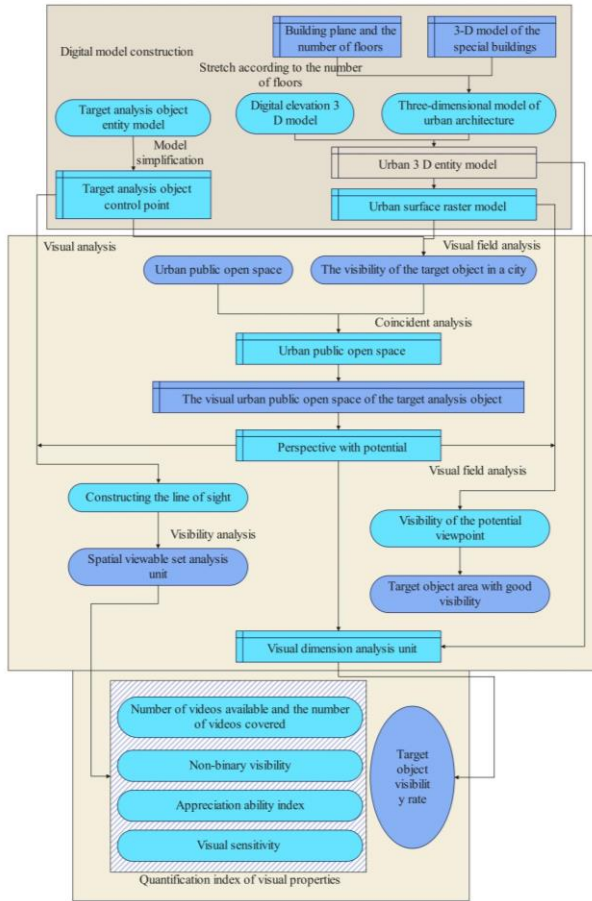 Building plane and the
number of floors
3-D model of the
special buildings
Digital model construction
Stretch according to the number
of floors
Target analysis object
entity model
Digital elevation 3
D model
Three-dimensional model of
urban architecture
Model
simplification
Urban 3 D entity model
Target analysis object
control point
Urban surface raster model
Visual analysis
Visual field analysis
Urban public open space
The visibility of the target object in a city
Coincident analysis
Urban public open space
The visual urban public open space of the target analysis object
Perspective with potential
Visual field analysis
Constructing the line of sight
Visibility of the potential
viewpoint
Visibility analysis
Spatial viewable set analysis
unit
Target object area with good
visibility
Visual dimension analysis unit
Number of videos available and the number
of videos covered
Non-binary visibility
Appreciation ability index
Visual sensitivity
Target
object
visibilit
y rate
Quantification index of visual properties